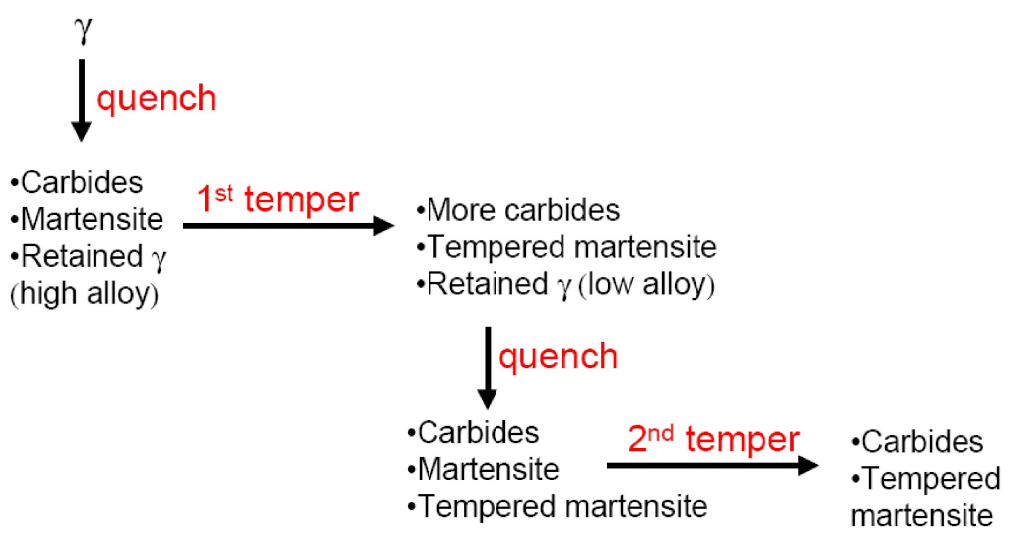 γ
quench
•Carbides
•Martensite
•Retained γ
(high alloy)
1st temper
•More carbides
•Tempered martensite
•Retained γ (low alloy)
quench
•Carbides
•Martensite
•Tempered martensite
2nd temper
•Carbides
•Tempered
martensite